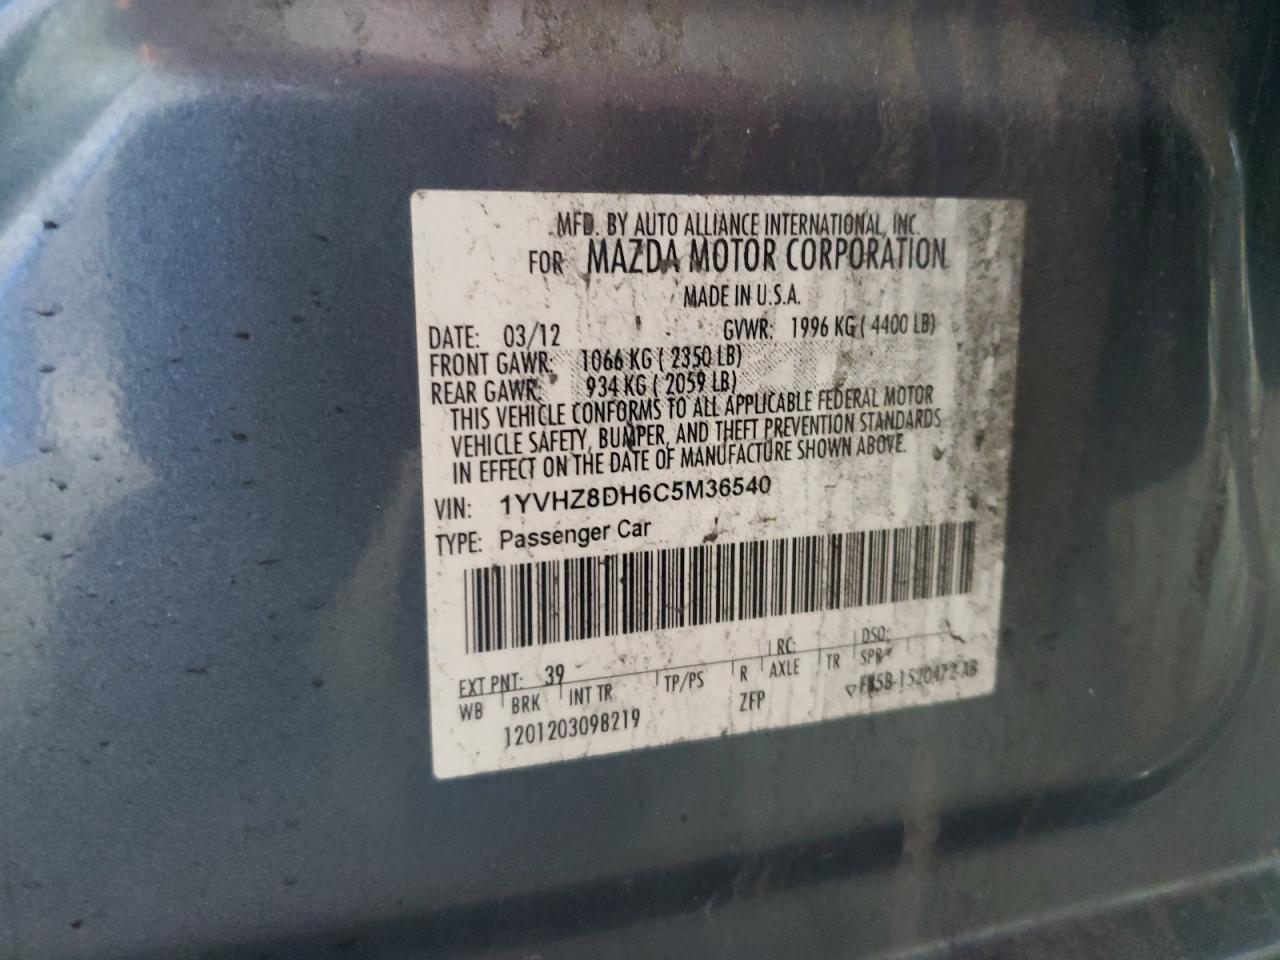 MFD. BY AUTO ALLIANCE INTERNATIONAL, INC.
FOR MAZDA MOTOR CORPORATION
MADE IN U.S.A.
DATE: 03/12 GVWR: 1996 KG ( 4400 LB)
FRONT GAWR: 1066 KG ( 2350 LB)
REAR GAWR: 934 KG ( 2059 LB)
THIS VEHICLE CONFORMS TO ALL APPLICABLE FEDERAL MOTOR
VEHICLE SAFETY, BUMPER, AND THEFT PREVENTION STANDARDS
IN EFFECT ON THE DATE OF MANUFACTURE SHOWN ABOVE.
VIN: 1YVHZ8DH6C5M36540
TYPE: Passenger Car
EXT PNT: 39 RC: DSO:
WB BRK INT TR TP/PS R AXLE TR SPR
ZFP
1201203098219